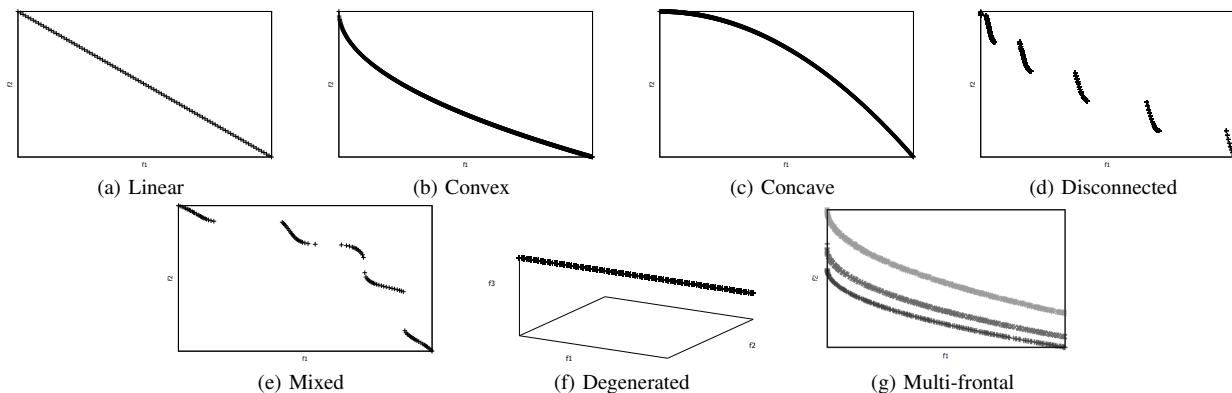 f2
f1
(a) Linear
f2
f1
(b) Convex
f2
f1
(c) Concave
f2
f1
(d) Disconnected
f2
f1
(e) Mixed
f3
f1
f2
(f) Degenerated
f2
f1
(g) Multi-frontal